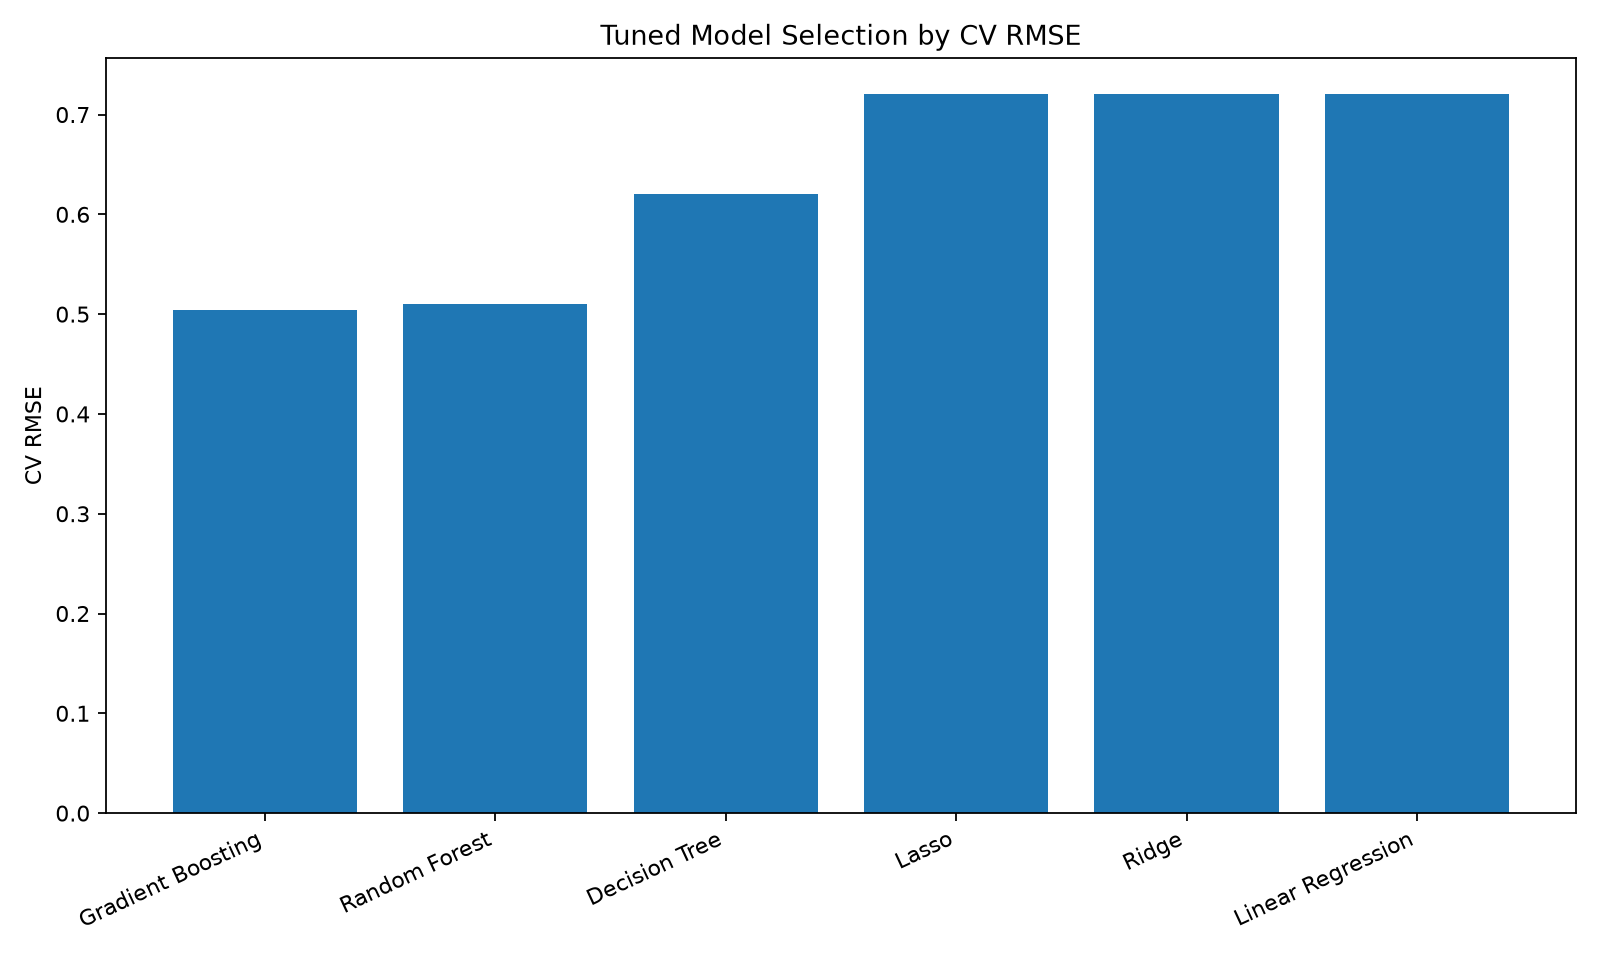 Tuned Model Selection by CV RMSE
CV RMSE
0.7
0.6
0.5
0.4
0.3
0.2
0.1
0.0
Gradient Boosting
Random Forest
Decision Tree
Lasso
Ridge
Linear Regression